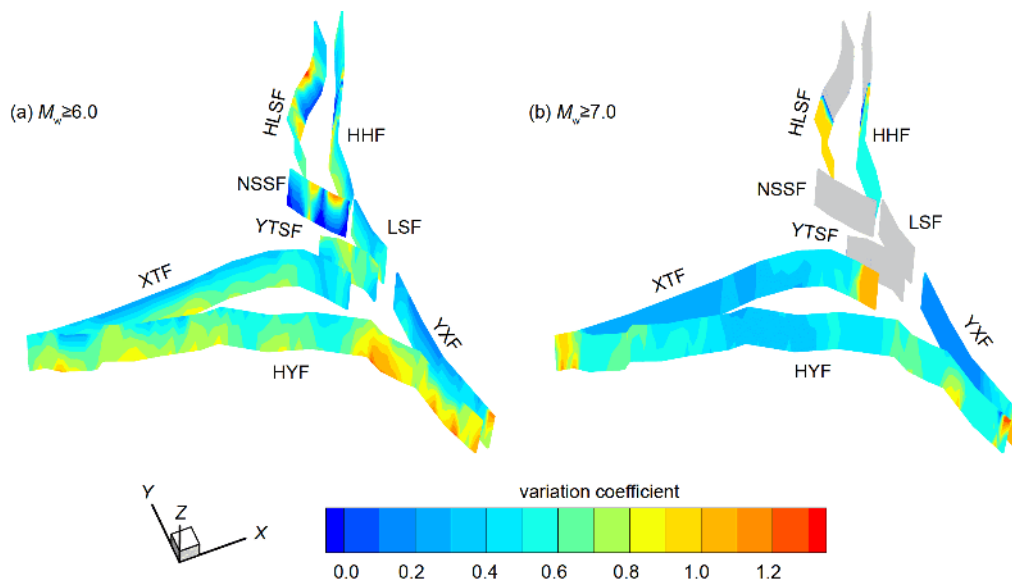 (a) Mw≥6.0
HLSF
HHF
NSSF
LSF
YTSF
XTF
YXF
HYF
(b) Mw≥7.0
HLSF
HHF
NSSF
LSF
YTSF
XTF
YXF
HYF
Y
Z
X
variation coefficient
0.0 0.2 0.4 0.6 0.8 1.0 1.2